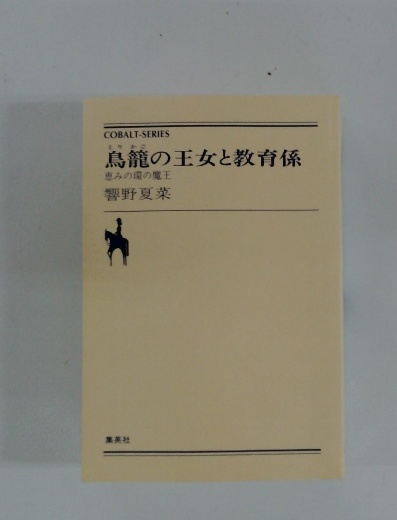 COBALT-SERIES
とりかご
鳥籠の王女と教育係
恵みの環の魔王
響野夏菜
集英社